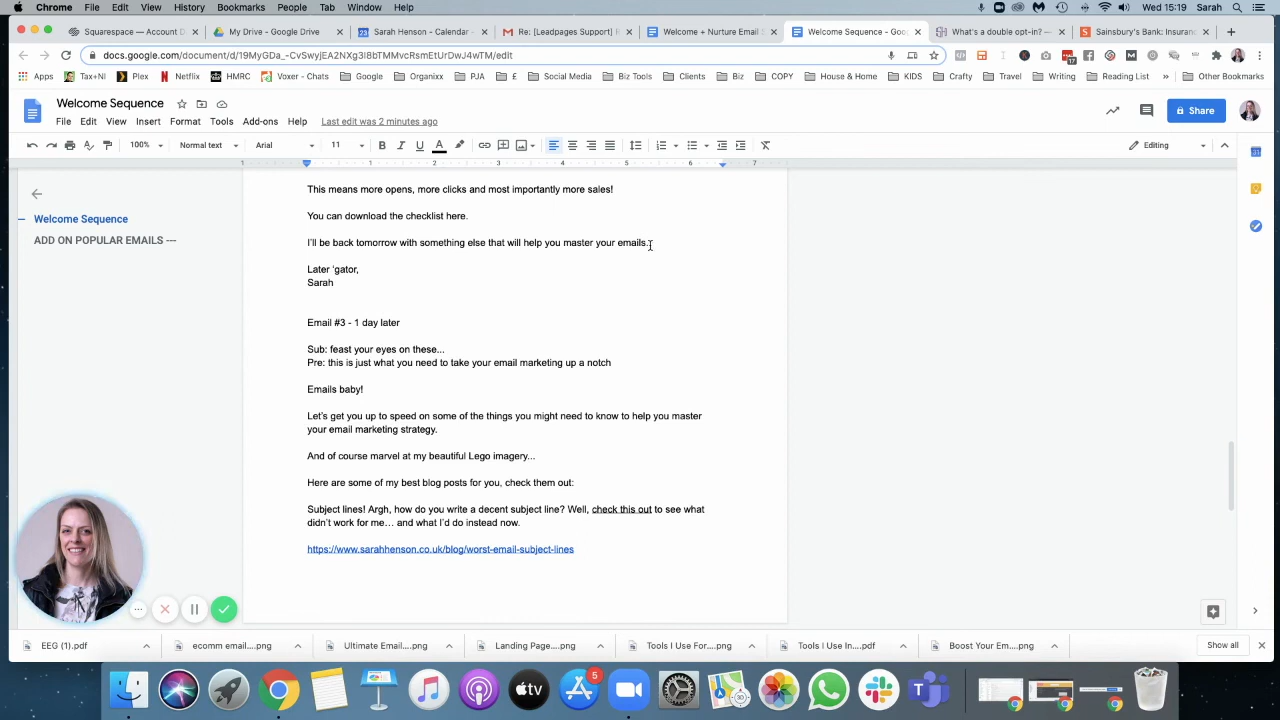 Chrome File Edit View History Bookmarks People Tab Window Help
Wed 15:19 Sarah
Squarespace — Account D
My Drive - Google Drive
Sarah Henson - Calendar -
Re: [Leadpages Support] H
Welcome + Nurture Email S
Welcome Sequence - Goo
What's a double opt-in? —
Sainsbury's Bank: Insuran
docs.google.com/document/d/19MyGDa_-CvSwyjEA2NXg3I8bTMMvcRsmEtUrDwJ4wTM/edit
17
Apps Tax+NI Plex Netflix HMRC Voxer - Chats Google Organixx PJA £ Social Media Biz Tools Clients Biz COPY House & Home KIDS Crafty Travel Writing Reading List » Other Bookmarks
Welcome Sequence
File Edit View Insert Format Tools Add-ons Help Last edit was 2 minutes ago
Share
100% Normal text Arial 11 Editing
1 1 2 3 4 5 6 7
Welcome Sequence
ADD ON POPULAR EMAILS ---
This means more opens, more clicks and most importantly more sales!
You can download the checklist here.
I'll be back tomorrow with something else that will help you master your emails.
Later 'gator,
Sarah
Email #3 - 1 day later
Sub: feast your eyes on these...
Pre: this is just what you need to take your email marketing up a notch
Emails baby!
Let's get you up to speed on some of the things you might need to know to help you master
your email marketing strategy.
And of course marvel at my beautiful Lego imagery...
Here are some of my best blog posts for you, check them out:
Subject lines! Argh, how do you write a decent subject line? Well, check this out to see what
didn't work for me… and what I'd do instead now.
https://www.sarahhenson.co.uk/blog/worst-email-subject-lines
EEG (1).pdf
ecomm email....png
Ultimate Email....png
Landing Page....png
Tools I Use For....png
Tools I Use In....pdf
Boost Your Em....png
Show all
5
tv
30